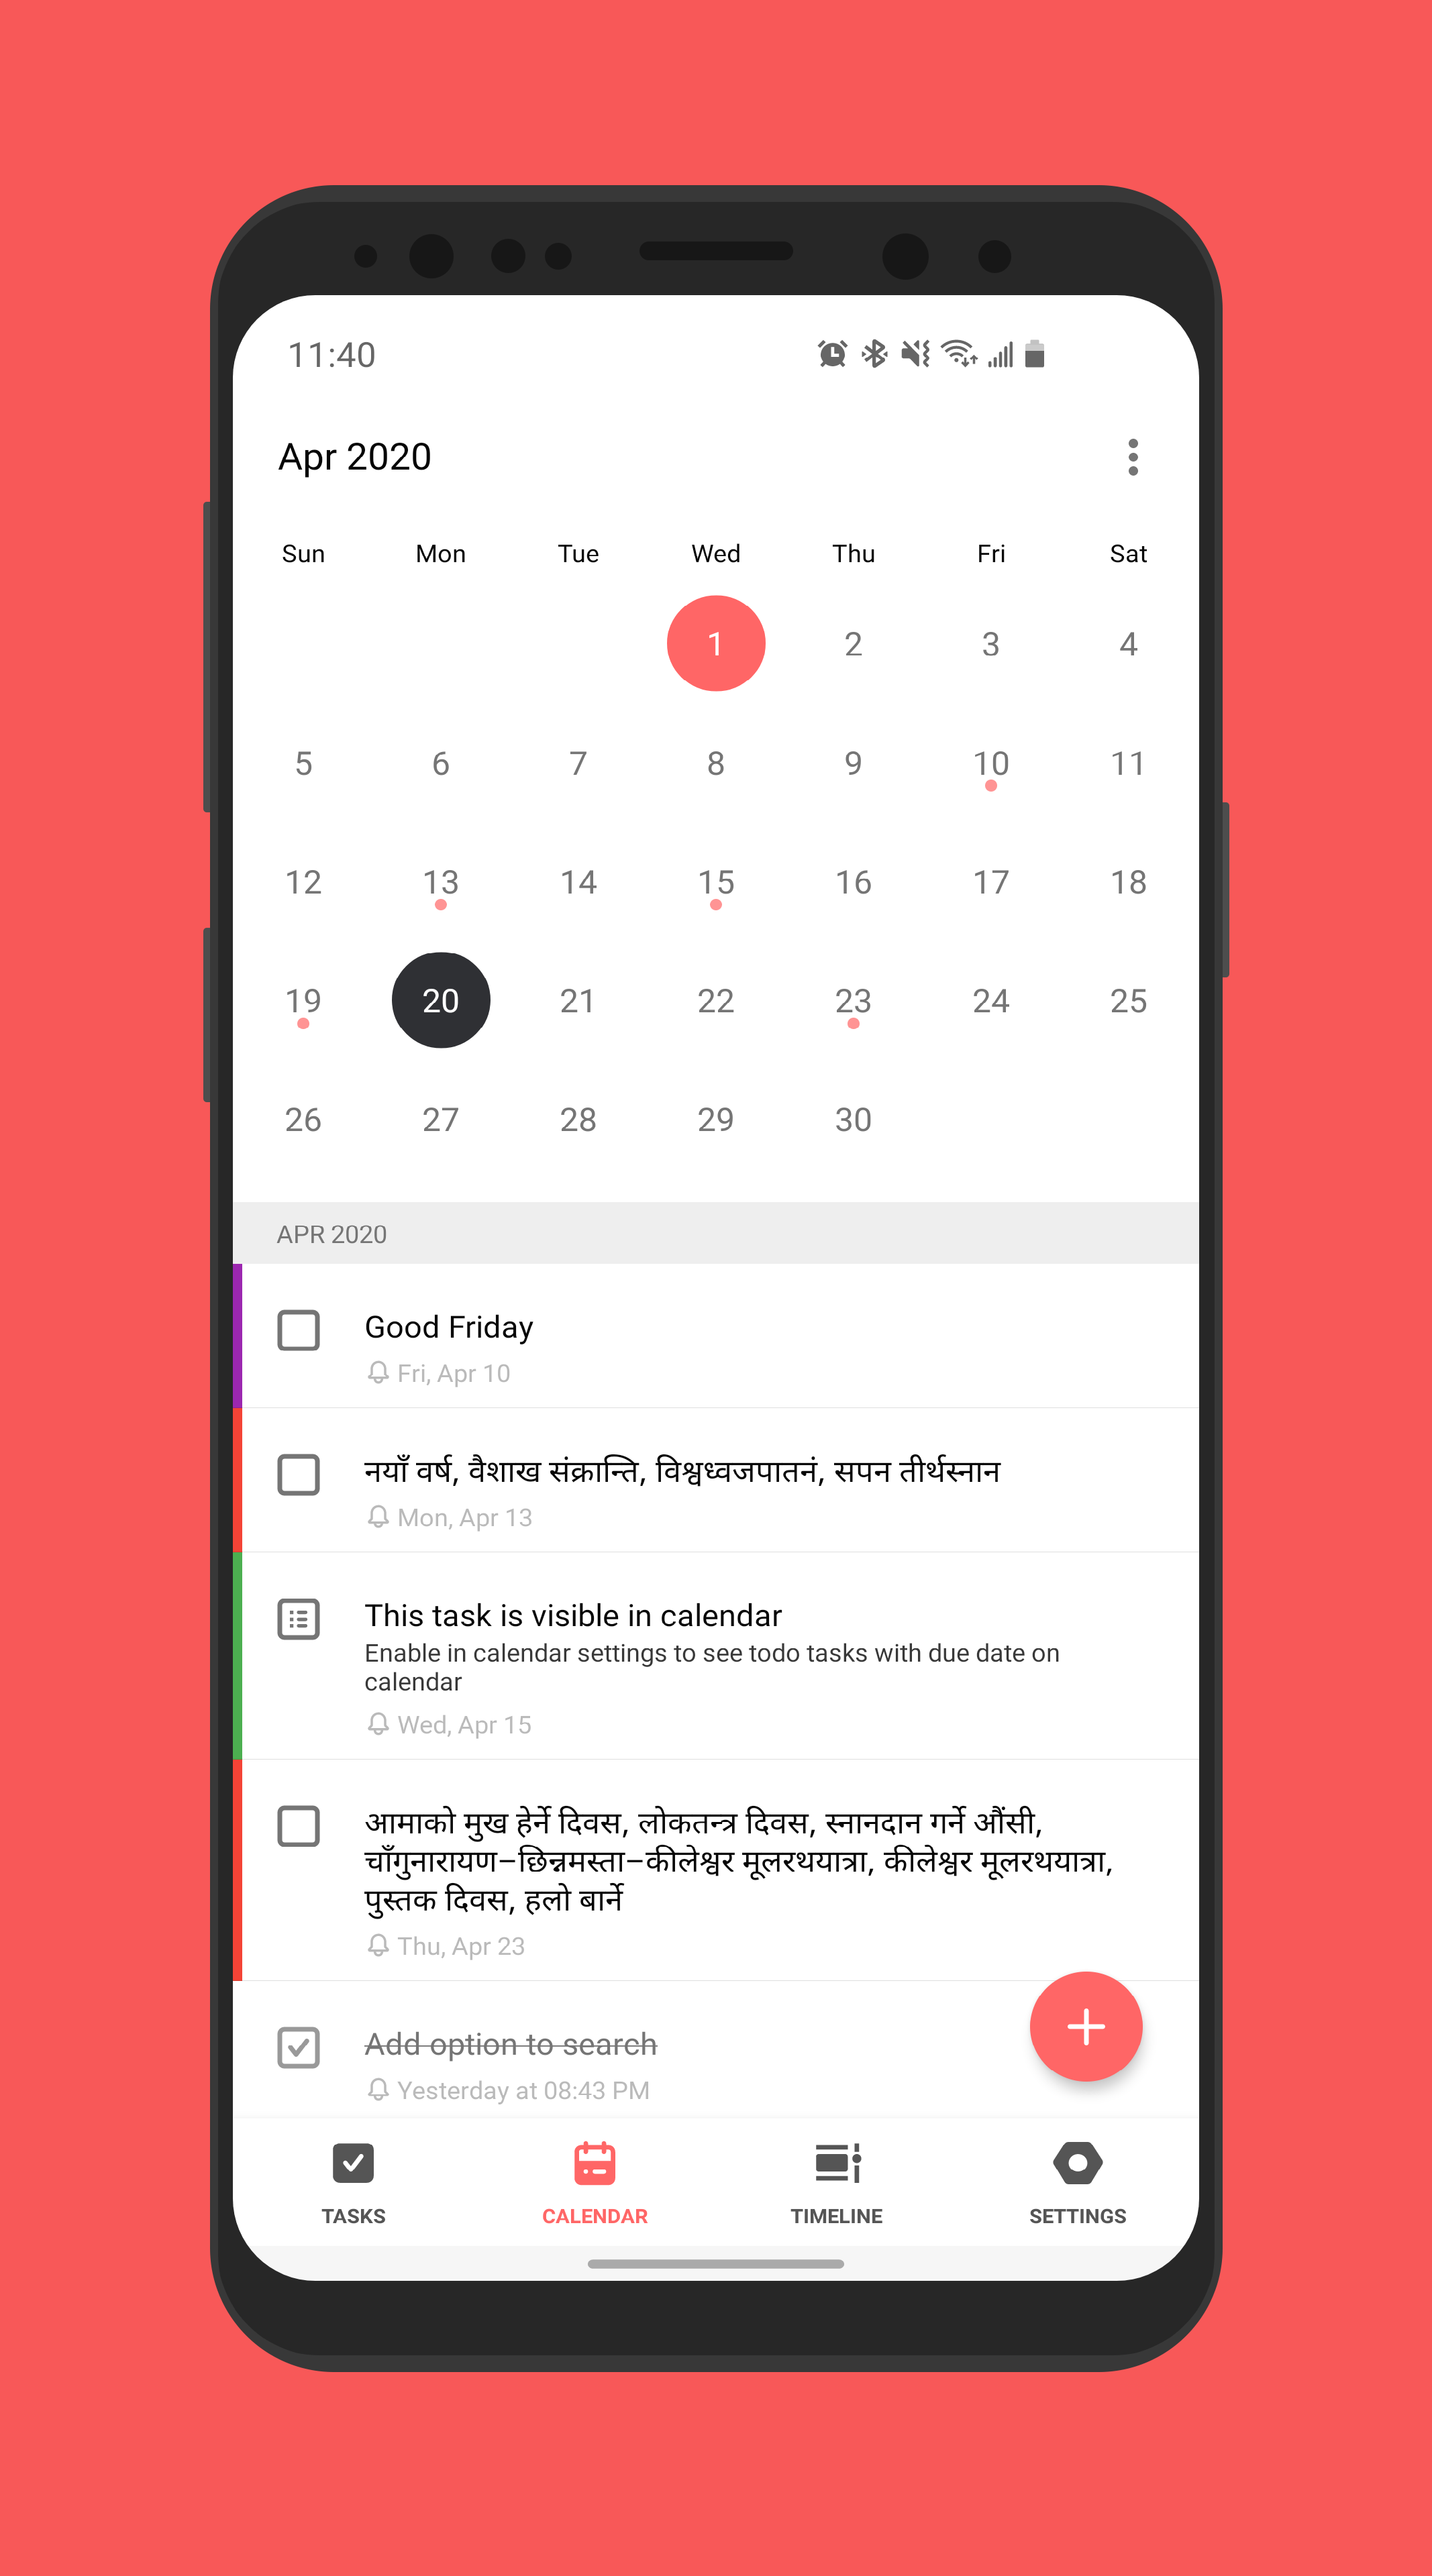 11:40
Apr 2020
Sun Mon Tue Wed Thu Fri Sat
1 2 3 4
5 6 7 8 9 10 11
12 13 14 15 16 17 18
19 20 21 22 23 24 25
26 27 28 29 30
APR 2020
Good Friday
Fri, Apr 10
नयाँ वर्ष, वैशाख संक्रान्ति, विश्वध्वजपातनं, सपन तीर्थस्नान
Mon, Apr 13
This task is visible in calendar
Enable in calendar settings to see todo tasks with due date on
calendar
Wed, Apr 15
आमाको मुख हेर्ने दिवस, लोकतन्त्र दिवस, स्नानदान गर्ने औंसी,
चाँगुनारायण–छिन्नमस्ता–कीलेश्वर मूलरथयात्रा, कीलेश्वर मूलरथयात्रा,
पुस्तक दिवस, हलो बार्ने
Thu, Apr 23
Add option to search
Yesterday at 08:43 PM
TASKS CALENDAR TIMELINE SETTINGS